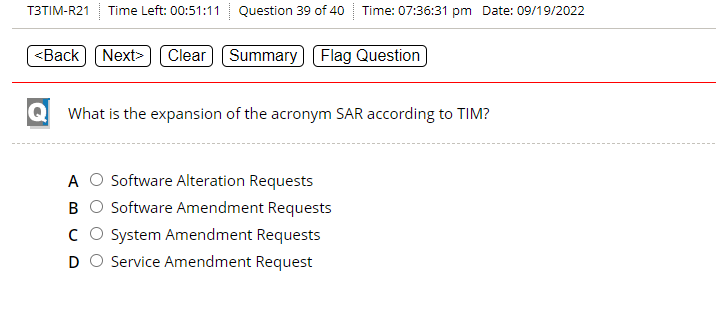 T3TIM-R21 Time Left: 00:51:11 Question 39 of 40 Time: 07:36:31 pm Date: 09/19/2022
<Back Next> Clear Summary Flag Question
Q What is the expansion of the acronym SAR according to TIM?
A Software Alteration Requests
B Software Amendment Requests
C System Amendment Requests
D Service Amendment Request